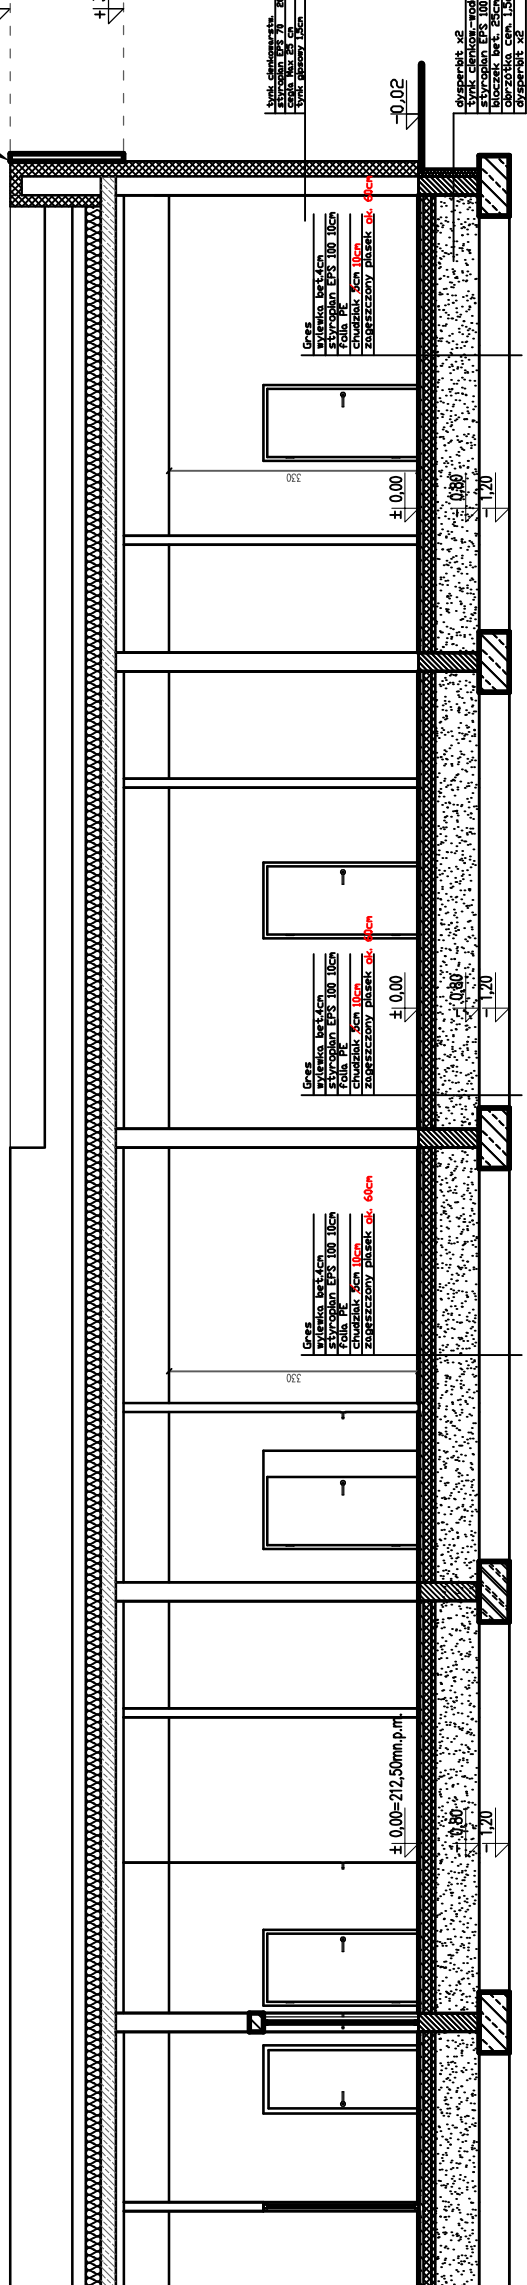 tynk cienkowarstw.
styropian EPS 70
cegła Max 25 cm
tynk gipsowy 1,5cm
-0,02
dysperbit x2
tynk cienkow.
styropian EPS 100
bloczek bet. 25cm
obrzutka cem. 1,5c
dysperbit x2
Gres
wylewka bet.4cm
styropian EPS 100 10cm
folia PE
chudziak 5cm 10cm
zagęszczony piasek ok. 60cm
330
± 0,00
- 0,80
- 1,20
Gres
wylewka bet.4cm
styropian EPS 100 10cm
folia PE
chudziak 5cm 10cm
zagęszczony piasek ok. 60cm
± 0,00
- 0,80
- 1,20
Gres
wylewka bet.4cm
styropian EPS 100 10cm
folia PE
chudziak 5cm 10cm
zagęszczony piasek ok. 60cm
330
± 0,00=212,50mn.p.m.
- 0,80
- 1,20